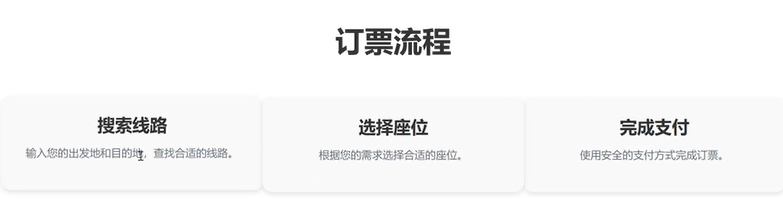 订票流程
搜索线路
输入您的出发地和目的地，查找合适的线路。
选择座位
根据您的需求选择合适的座位。
完成支付
使用安全的支付方式完成订票。